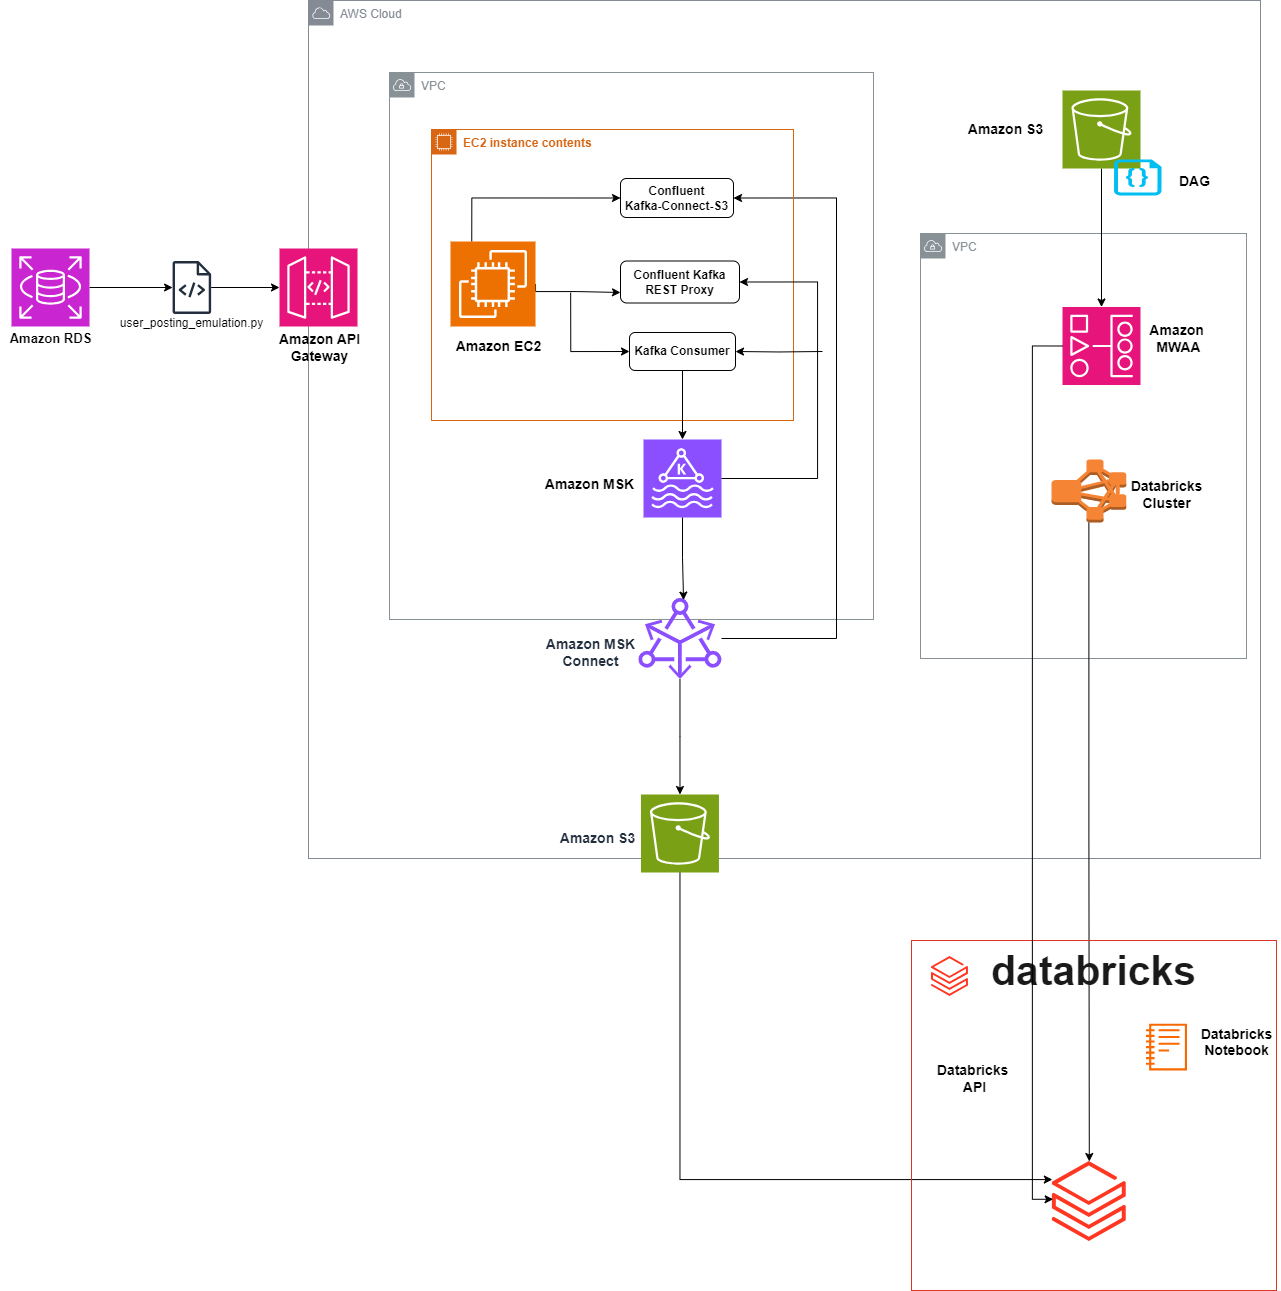 AWS Cloud
VPC
EC2 instance contents
Confluent
Kafka-Connect-S3
Confluent Kafka
REST Proxy
Kafka Consumer
Amazon EC2
Amazon RDS
user_posting_emulation.py
</>
Amazon API
Gateway
</>
Amazon MSK
K
Amazon MSK
Connect
Amazon S3
Amazon S3
{}
DAG
VPC
Amazon
MWAA
Databricks
Cluster
databricks
Databricks
Notebook
Databricks
API